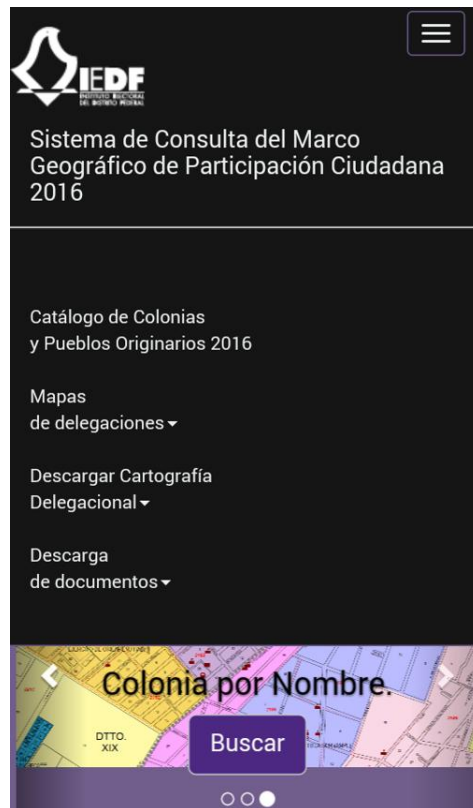 IEDF
INSTITUTO ELECTORAL
DEL DISTRITO FEDERAL
Sistema de Consulta del Marco
Geográfico de Participación Ciudadana
2016
Catálogo de Colonias
y Pueblos Originarios 2016
Mapas
de delegaciones
Descargar Cartografía
Delegacional
Descarga
de documentos
Colonia por Nombre.
DTTO.
XIX
Buscar